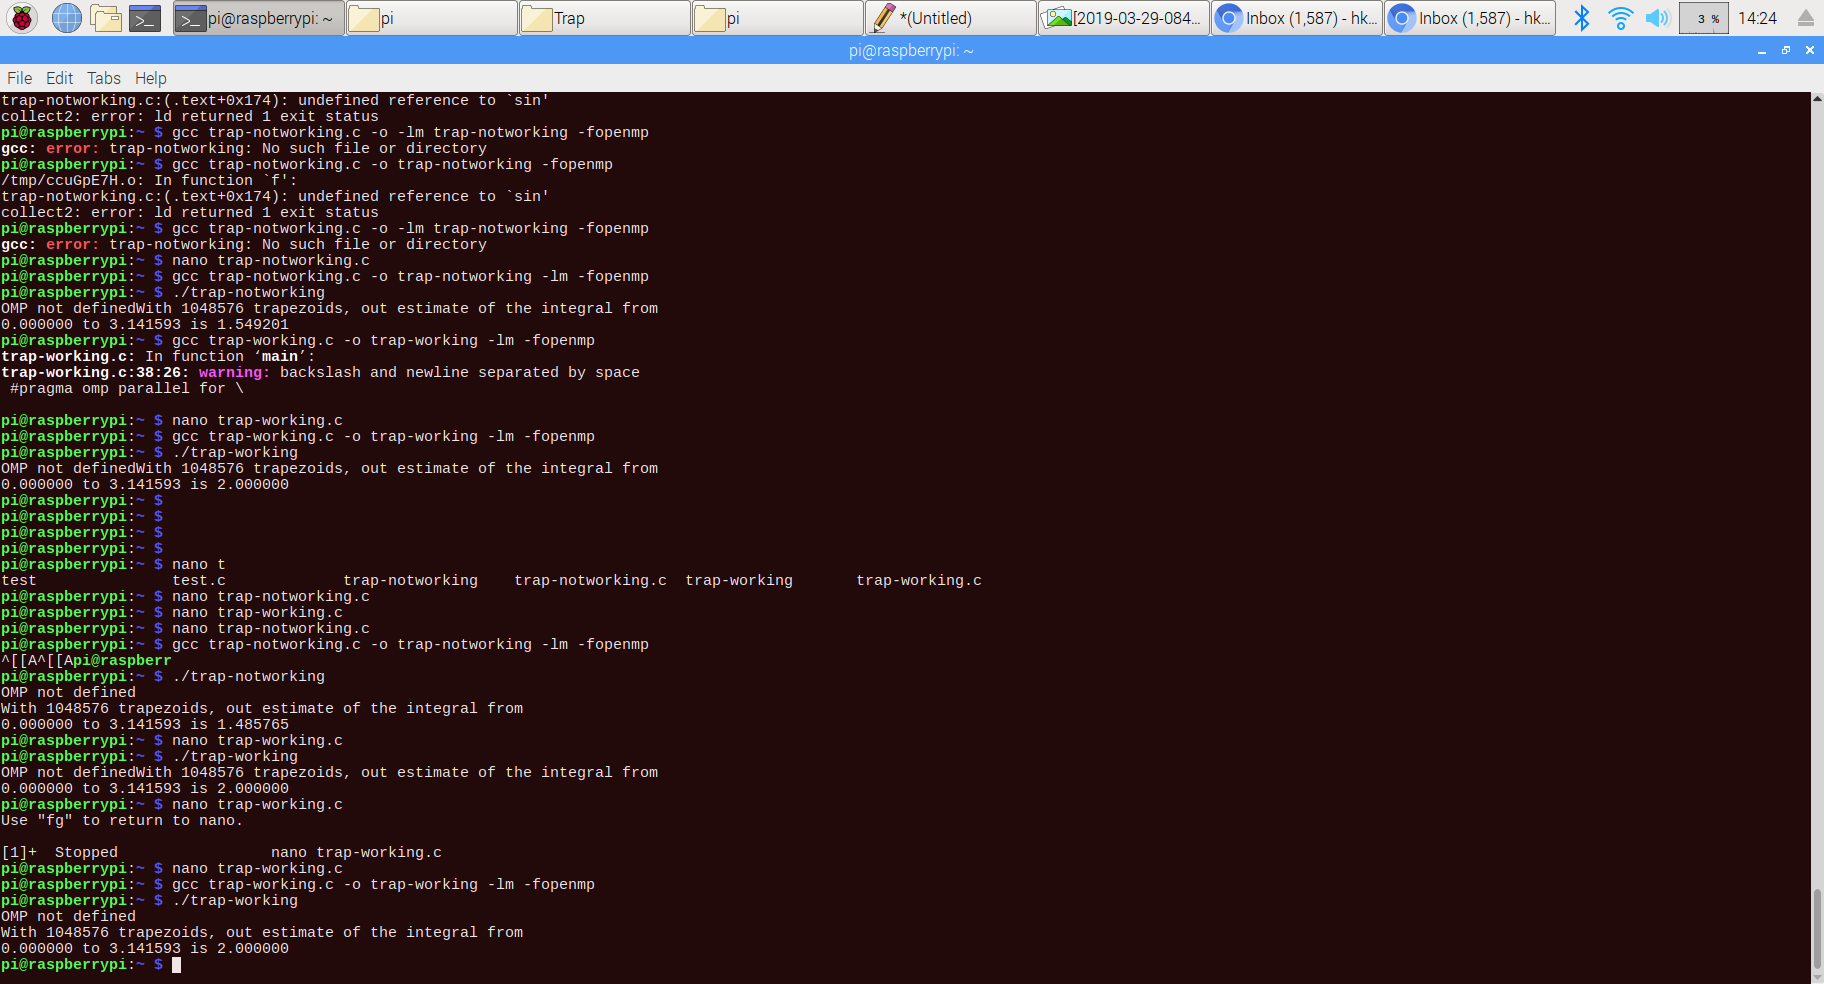 pi@raspberrypi: ~
pi
Trap
pi
*(Untitled)
[2019-03-29-084...
Inbox (1,587) - hk...
Inbox (1,587) - hk...
3 %
14:24
pi@raspberrypi: ~
File Edit Tabs Help
trap-notworking.c:(.text+0x174): undefined reference to `sin'
collect2: error: ld returned 1 exit status
pi@raspberrypi:~ $ gcc trap-notworking.c -o -lm trap-notworking -fopenmp
gcc: error: trap-notworking: No such file or directory
pi@raspberrypi:~ $ gcc trap-notworking.c -o trap-notworking -fopenmp
/tmp/ccuGpE7H.o: In function `f':
trap-notworking.c:(.text+0x174): undefined reference to `sin'
collect2: error: ld returned 1 exit status
pi@raspberrypi:~ $ gcc trap-notworking.c -o -lm trap-notworking -fopenmp
gcc: error: trap-notworking: No such file or directory
pi@raspberrypi:~ $ nano trap-notworking.c
pi@raspberrypi:~ $ gcc trap-notworking.c -o trap-notworking -lm -fopenmp
pi@raspberrypi:~ $ ./trap-notworking
OMP not definedWith 1048576 trapezoids, out estimate of the integral from
0.000000 to 3.141593 is 1.549201
pi@raspberrypi:~ $ gcc trap-working.c -o trap-working -lm -fopenmp
trap-working.c: In function ‘main’:
trap-working.c:38:26: warning: backslash and newline separated by space
#pragma omp parallel for \
pi@raspberrypi:~ $ nano trap-working.c
pi@raspberrypi:~ $ gcc trap-working.c -o trap-working -lm -fopenmp
pi@raspberrypi:~ $ ./trap-working
OMP not definedWith 1048576 trapezoids, out estimate of the integral from
0.000000 to 3.141593 is 2.000000
pi@raspberrypi:~ $
pi@raspberrypi:~ $
pi@raspberrypi:~ $
pi@raspberrypi:~ $
pi@raspberrypi:~ $ nano t
test test.c trap-notworking trap-notworking.c trap-working trap-working.c
pi@raspberrypi:~ $ nano trap-notworking.c
pi@raspberrypi:~ $ nano trap-working.c
pi@raspberrypi:~ $ nano trap-notworking.c
pi@raspberrypi:~ $ gcc trap-notworking.c -o trap-notworking -lm -fopenmp
^[[A^[[Api@raspberr
pi@raspberrypi:~ $ ./trap-notworking
OMP not defined
With 1048576 trapezoids, out estimate of the integral from
0.000000 to 3.141593 is 1.485765
pi@raspberrypi:~ $ nano trap-working.c
pi@raspberrypi:~ $ ./trap-working
OMP not definedWith 1048576 trapezoids, out estimate of the integral from
0.000000 to 3.141593 is 2.000000
pi@raspberrypi:~ $ nano trap-working.c
Use "fg" to return to nano.
[1]+ Stopped nano trap-working.c
pi@raspberrypi:~ $ nano trap-working.c
pi@raspberrypi:~ $ gcc trap-working.c -o trap-working -lm -fopenmp
pi@raspberrypi:~ $ ./trap-working
OMP not defined
With 1048576 trapezoids, out estimate of the integral from
0.000000 to 3.141593 is 2.000000
pi@raspberrypi:~ $